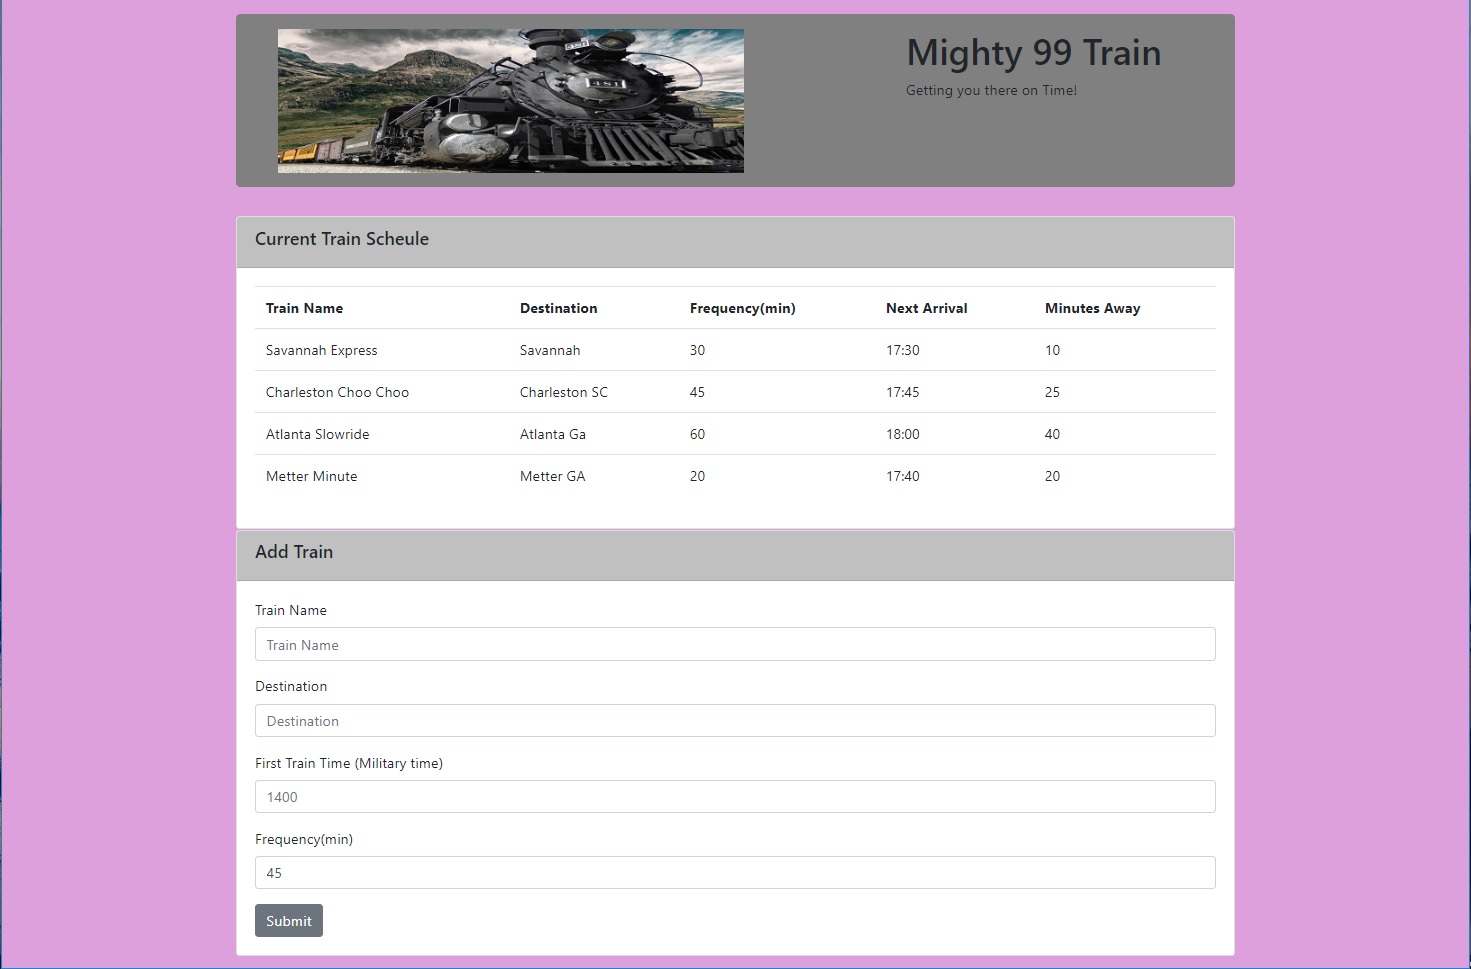 481
481
Mighty 99 Train
Getting you there on Time!
Current Train Scheule
Train Name Destination Frequency(min) Next Arrival Minutes Away
Savannah Express Savannah 30 17:30 10
Charleston Choo Choo Charleston SC 45 17:45 25
Atlanta Slowride Atlanta Ga 60 18:00 40
Metter Minute Metter GA 20 17:40 20
Add Train
Train Name
Train Name
Destination
Destination
First Train Time (Military time)
1400
Frequency(min)
45
Submit